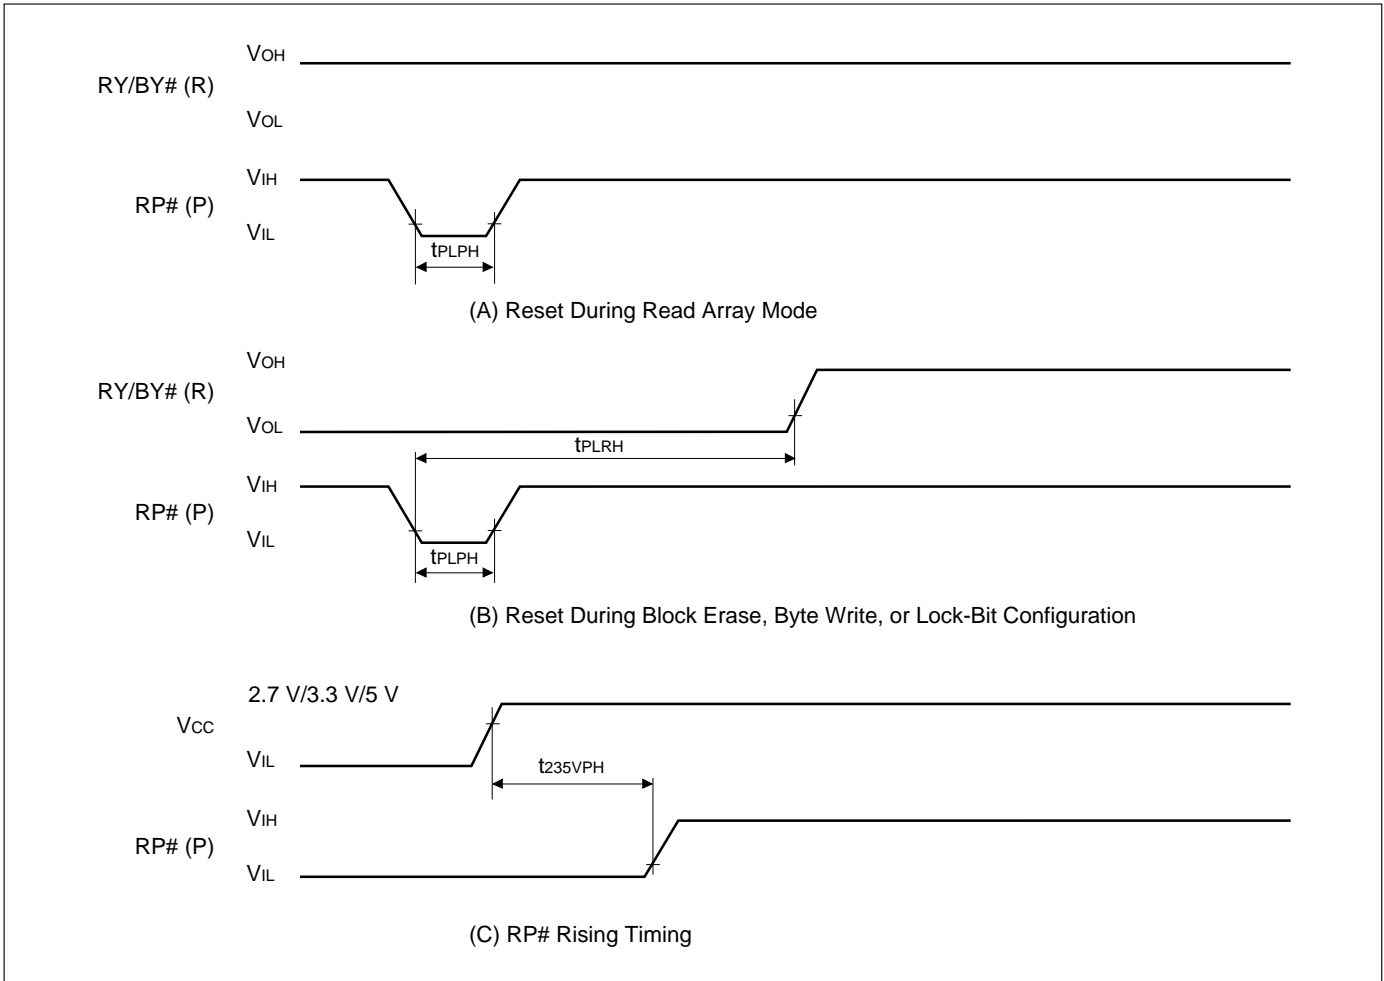 VOH
RY/BY# (R)
VOL
VIH
RP# (P)
VIL
tPLPH
(A) Reset During Read Array Mode
VOH
RY/BY# (R)
VOL
tPLRH
VIH
RP# (P)
VIL
tPLPH
(B) Reset During Block Erase, Byte Write, or Lock-Bit Configuration
2.7 V/3.3 V/5 V
VCC
VIL
t235VPH
VIH
RP# (P)
VIL
(C) RP# Rising Timing